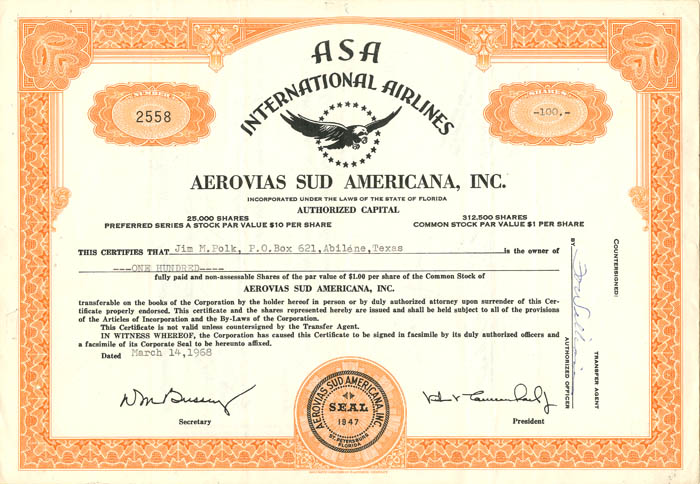 ASA
INTERNATIONAL AIRLINES
NUMBER
2558
SHARES
-100,-
AEROVIAS SUD AMERICANA, INC.
INCORPORATED UNDER THE LAWS OF THE STATE OF FLORIDA
AUTHORIZED CAPITAL
25.000 SHARES
PREFERRED SERIES A STOCK PAR VALUE $10 PER SHARE
312.500 SHARES
COMMON STOCK PAR VALUE $1 PER SHARE
THIS CERTIFIES THAT Jim M.Polk, P.O.Box 621,Abilene,Texas is the owner of
---ONE HUNDRED----
fully paid and non-assessable Shares of the par value of $1.00 per share of the Common Stock of
AEROVIAS SUD AMERICANA, INC.
transferable on the books of the Corporation by the holder hereof in person or by duly authorized attorney upon surrender of this Cer-
tificate properly endorsed. This certificate and the shares represented hereby are issued and shall be held subject to all of the provisions
of the Articles of Incorporation and the By-Laws of the Corporation.
This Certificate is not valid unless countersigned by the Transfer Agent.
IN WITNESS WHEREOF, the Corporation has caused this Certificate to be signed in facsimile by its duly authorized officers and
a facsimile of its Corporate Seal to be hereunto affixed.
Dated March 14,1968
Secretary
AEROVIAS SUD AMERICANA, INC.
SEAL
1947
ST. PETERSBURG
FLORIDA
President
COUNTERSIGNED:
BY
TRANSFER AGENT
AUTHORIZED OFFICER